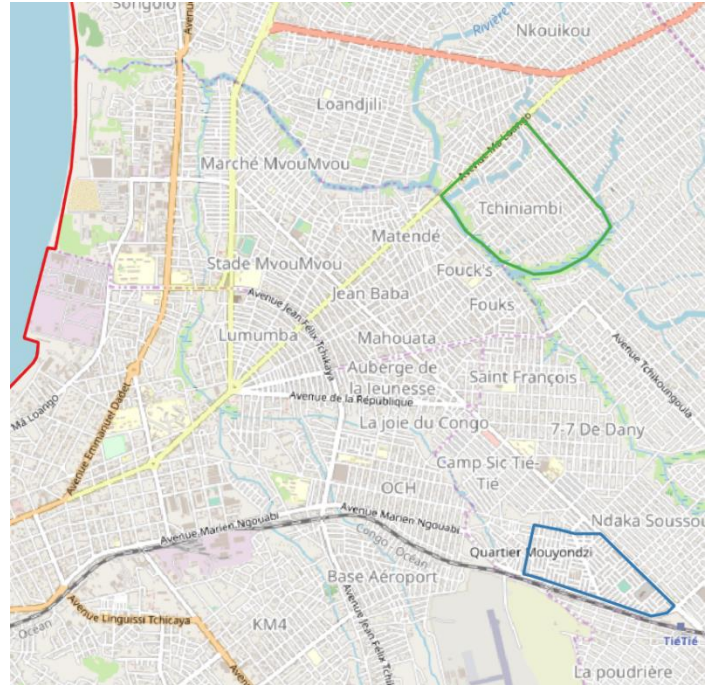 Songolo
Avenue
Rivière
Nkouikou
Loandjili
Avenue Ma Loango
Marché MvouMvou
Tchiniambi
Matendé
Stade MvouMvou
Fouck's
Avenue Jean Félix Tchikaya
Jean Baba
Fouks
Lumumba
Mahouata
Avenue Tchikoungoula
Auberge de
la Jeunesse
Saint François
Avenue de la République
Mâ Loango
Avenue Emmanuel Dadet
La joie du Congo
7-7 De Dany
Camp Sic Tié-
Tié
OCH
Avenue Marien Ngouabi
Avenue Marien Ngouabi
Ndaka Soussou
Congo Océan
Quartier Mouyondzi
Base Aéroport
Avenue Linguissi Tchicaya
Océan
KM4
Avenue Jean Félix
TiéTié
Avenue
La poudrière